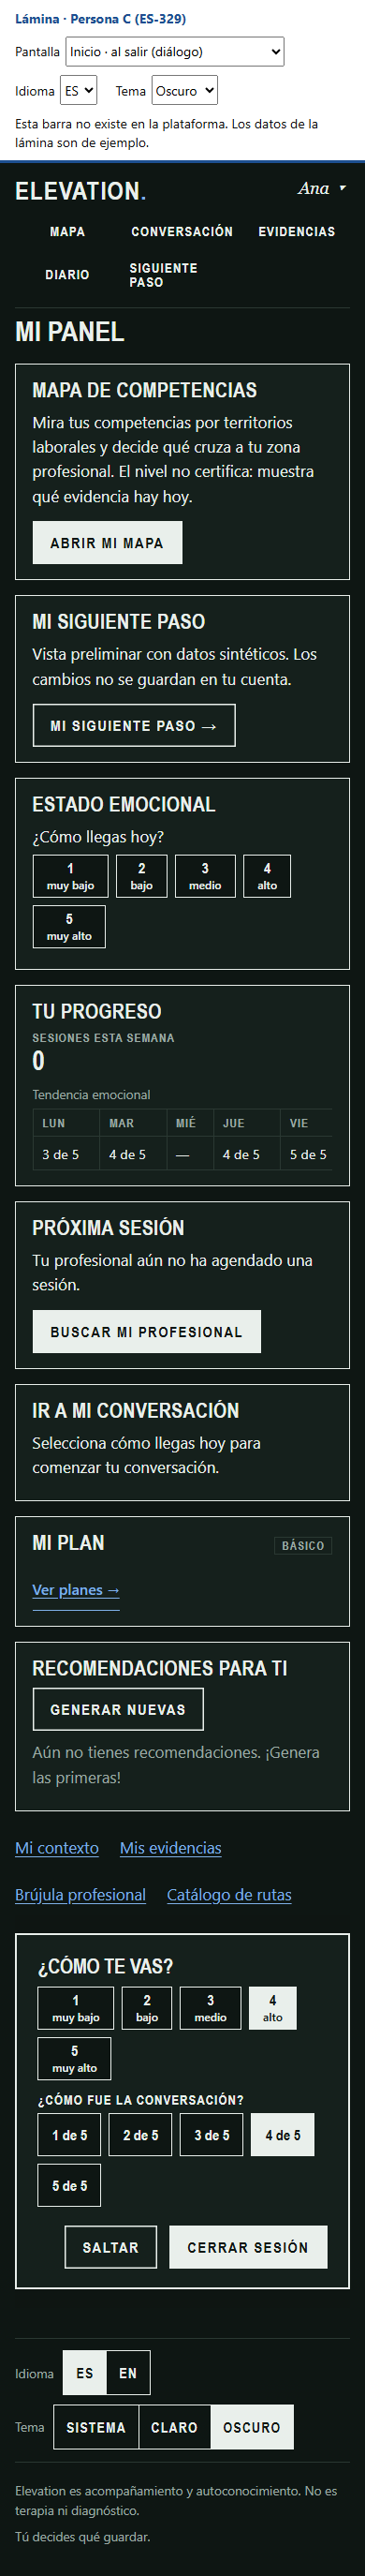 Lámina · Persona C (ES-329)
Pantalla Inicio · al salir (diálogo)
Idioma ES Tema Oscuro
Esta barra no existe en la plataforma. Los datos de la
lámina son de ejemplo.
ELEVATION. Ana
MAPA CONVERSACIÓN EVIDENCIAS
DIARIO SIGUIENTE
PASO
MI PANEL
MAPA DE COMPETENCIAS
Mira tus competencias por territorios
laborales y decide qué cruza a tu zona
profesional. El nivel no certifica: muestra
qué evidencia hay hoy.
ABRIR MI MAPA
MI SIGUIENTE PASO
Vista preliminar con datos sintéticos. Los
cambios no se guardan en tu cuenta.
MI SIGUIENTE PASO →
ESTADO EMOCIONAL
¿Cómo llegas hoy?
1 2 3 4
muy bajo bajo medio alto
5
muy alto
TU PROGRESO
SESIONES ESTA SEMANA
0
Tendencia emocional
LUN MAR MIÉ JUE VIE
3 de 5 4 de 5 — 4 de 5 5 de 5
PRÓXIMA SESIÓN
Tu profesional aún no ha agendado una
sesión.
BUSCAR MI PROFESIONAL
IR A MI CONVERSACIÓN
Selecciona cómo llegas hoy para
comenzar tu conversación.
MI PLAN BÁSICO
Ver planes →
RECOMENDACIONES PARA TI
GENERAR NUEVAS
Aún no tienes recomendaciones. ¡Genera
las primeras!
Mi contexto Mis evidencias
Brújula profesional Catálogo de rutas
¿CÓMO TE VAS?
1 2 3 4
muy bajo bajo medio alto
5
muy alto
¿CÓMO FUE LA CONVERSACIÓN?
1 de 5 2 de 5 3 de 5 4 de 5
5 de 5
SALTAR CERRAR SESIÓN
Idioma ES EN
Tema SISTEMA CLARO OSCURO
Elevation es acompañamiento y autoconocimiento. No es
terapia ni diagnóstico.
Tú decides qué guardar.